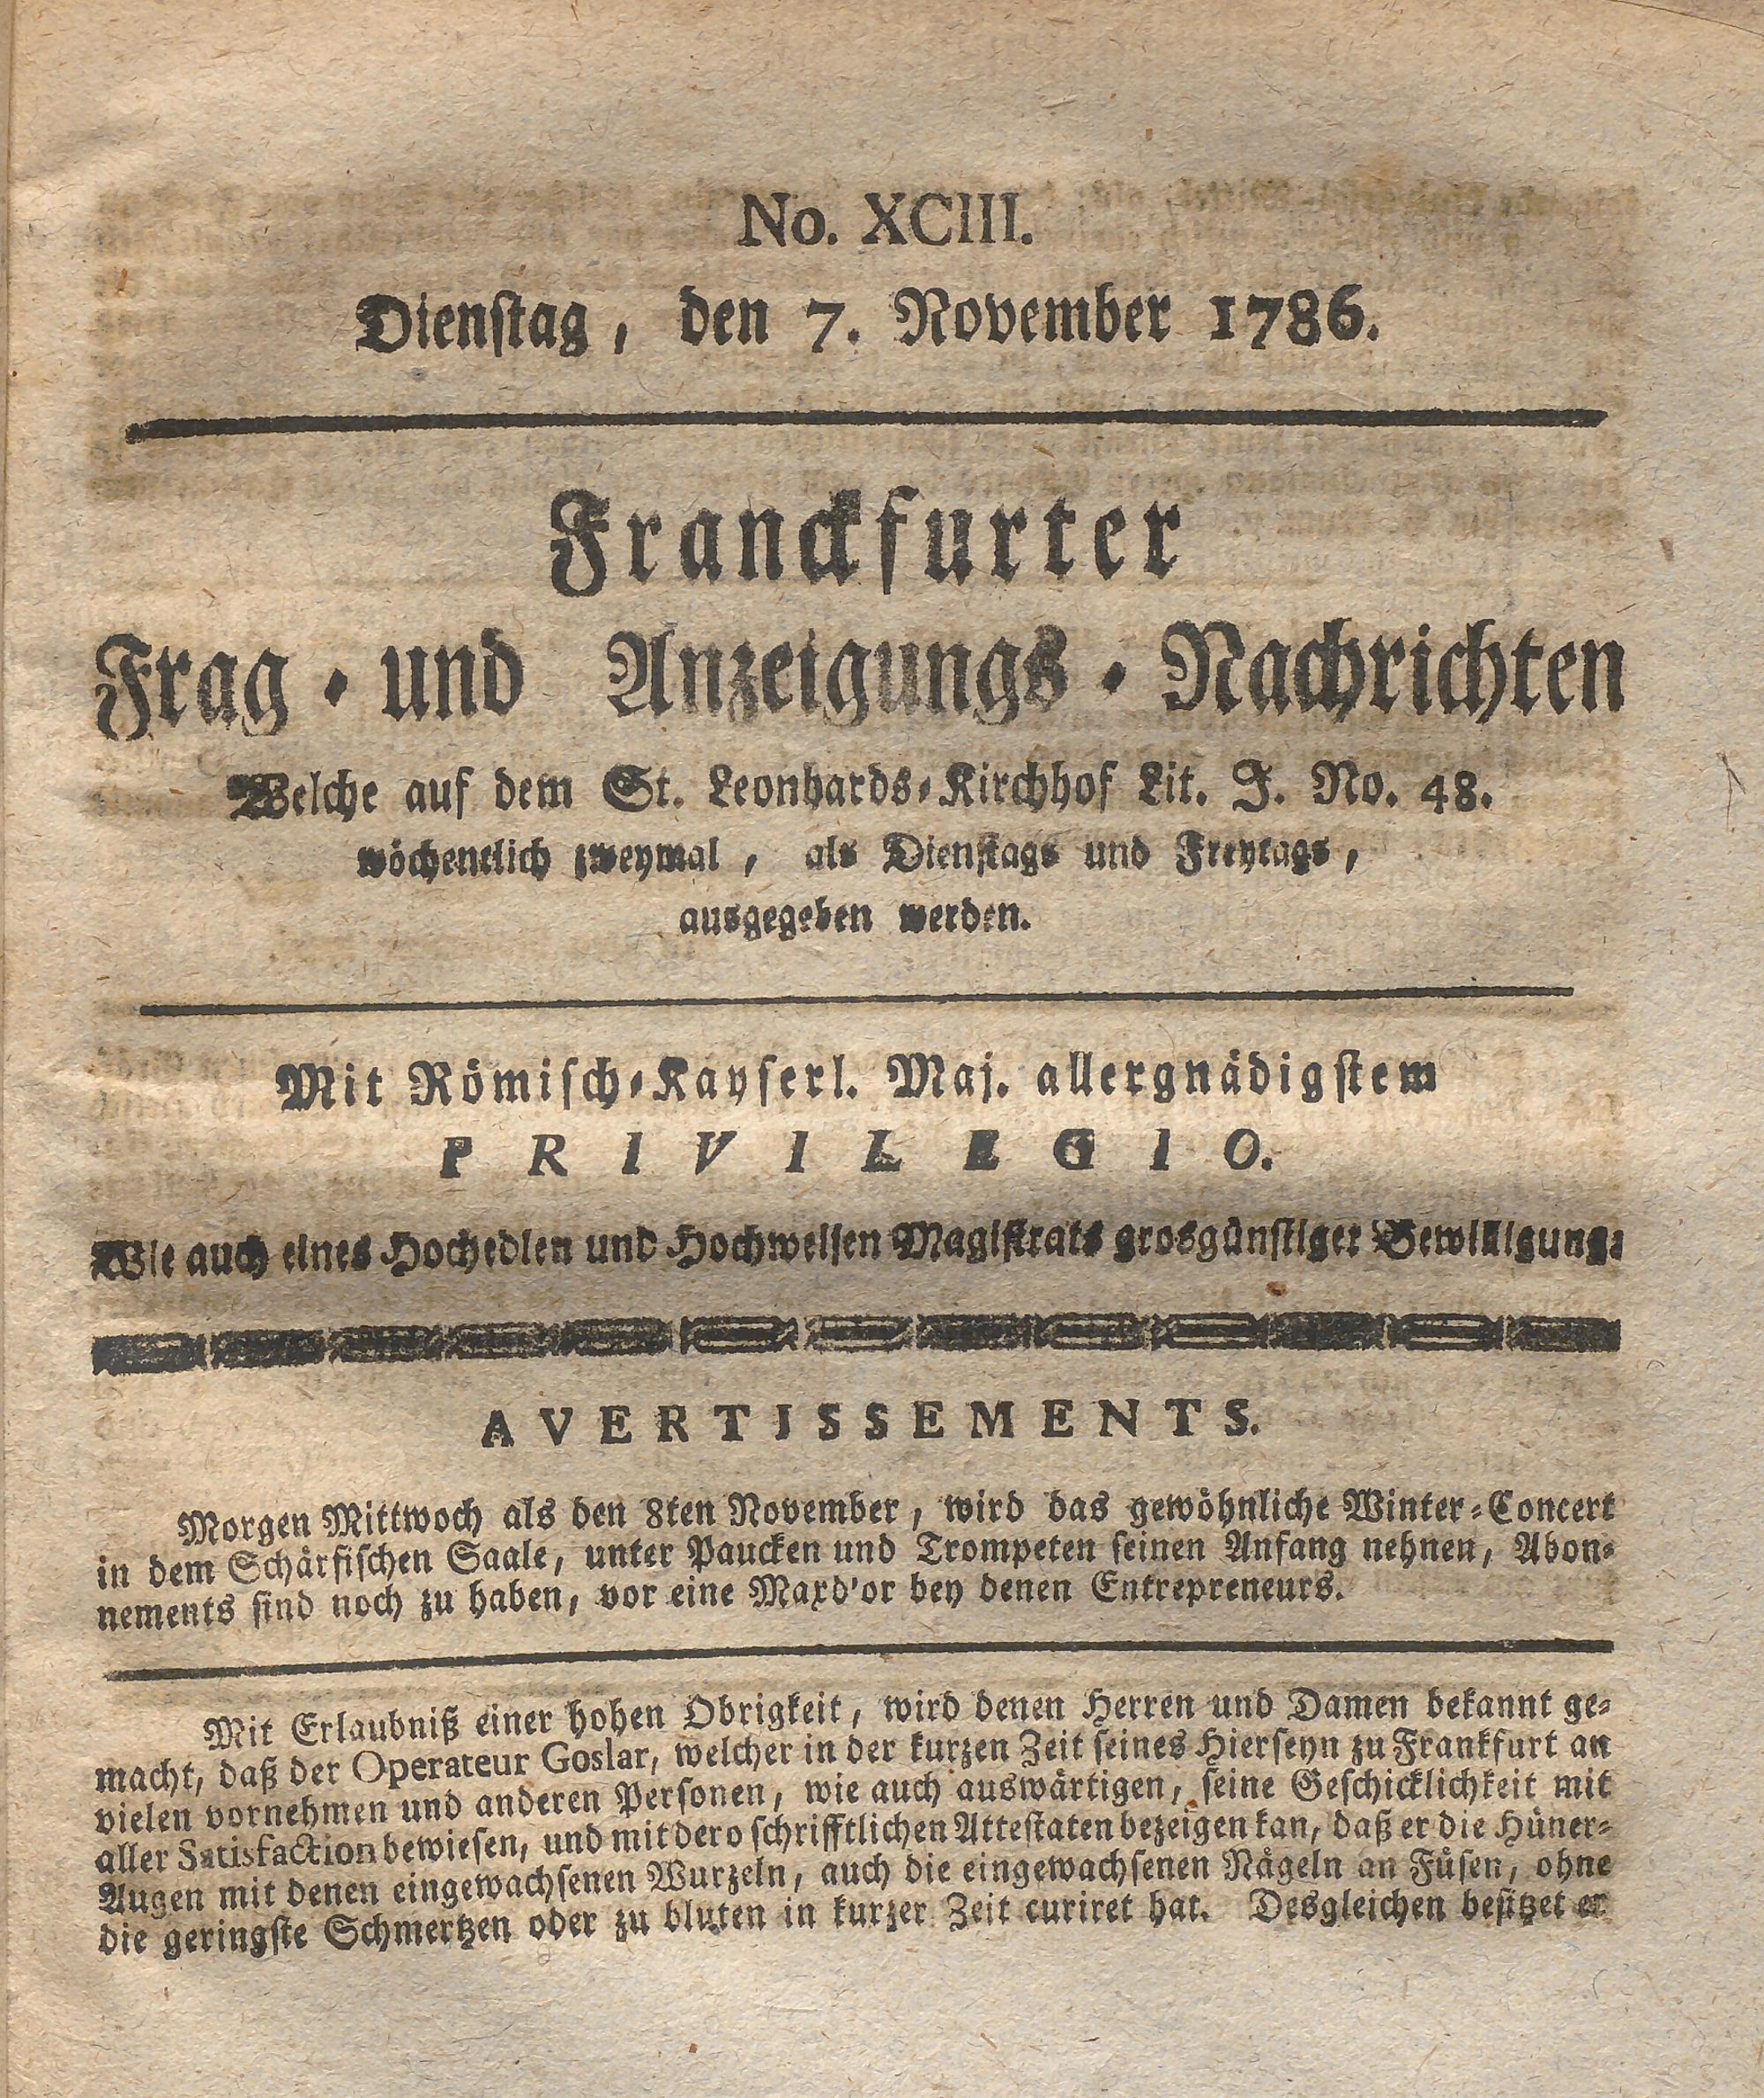 No. XCIII.
Dienstag, den 7. November 1786.
Franckfurter
Frag- und Anzeigungs-Nachrichten
Welche auf dem St. Leonhards-Kirchhof Lit. J. No. 48.
wöchentlich zweymal, als Dienstags und Freytags,
ausgegeben werden.
Mit Römisch-Kayserl. Maj. allergnädigstem
PRIVILEGIO.
Wie auch eines Hochedlen und Hochweisen Magistrats grosgünstiger Bewilligung:
AVERTISSEMENTS.
Morgen Mittwoch als den 8ten November, wird das gewöhnliche Winter-Concert
in dem Schärfischen Saale, unter Paucken und Trompeten seinen Anfang nehnen, Abon-
nements sind noch zu haben, vor eine Maxd'or bey denen Entrepreneurs.
Mit Erlaubniß einer hohen Obrigkeit, wird denen Herren und Damen bekannt ge-
macht, daß der Operateur Goslar, welcher in der kurzen Zeit seines Hierseyn zu Frankfurt an
vielen vornehmen und anderen Personen, wie auch auswärtigen, seine Geschicklichkeit mit
aller Satisfaction bewiesen, und mit dero schrifftlichen Attestaten bezeigen kan, daß er die Hüner-
Augen mit denen eingewachsenen Wurzeln, auch die eingewachsenen Nägeln an Füsen, ohne
die geringste Schmertzen oder zu bluten in kurzer Zeit curiret hat. Desgleichen besitzet er